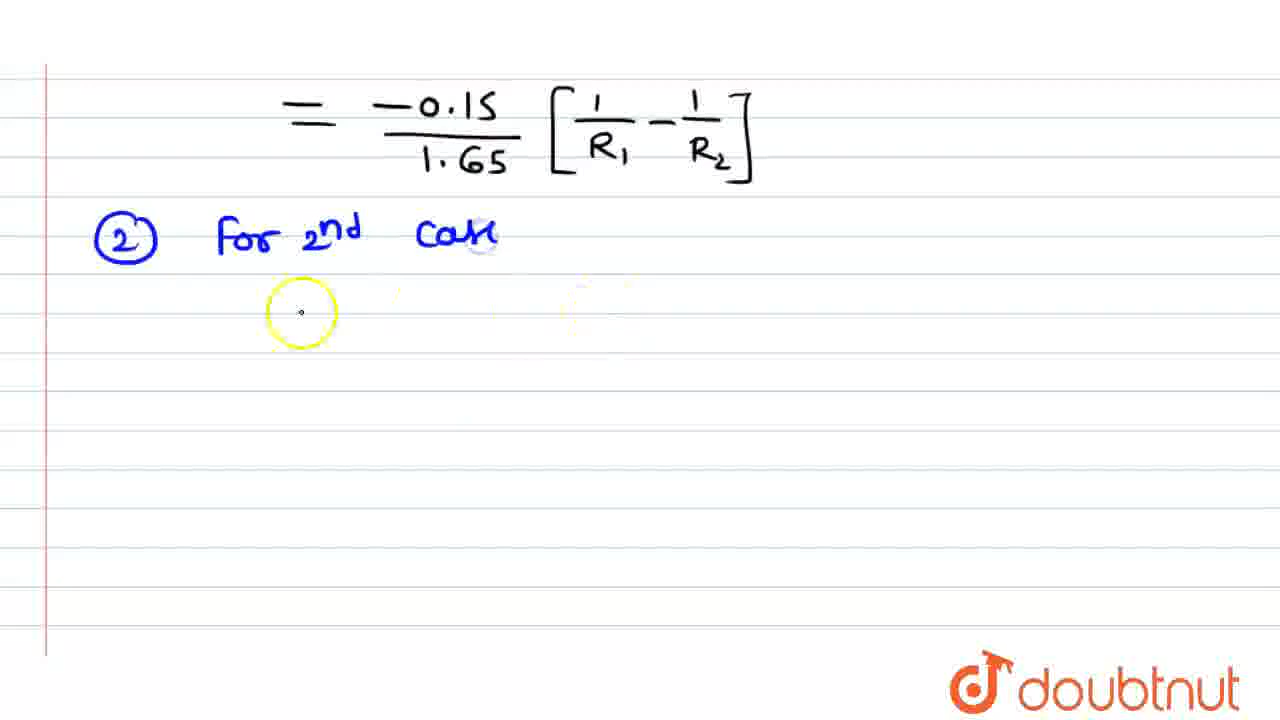 = -0.15/1.65 [1/R₁ - 1/R₂]
② For 2nd case
doubtnut